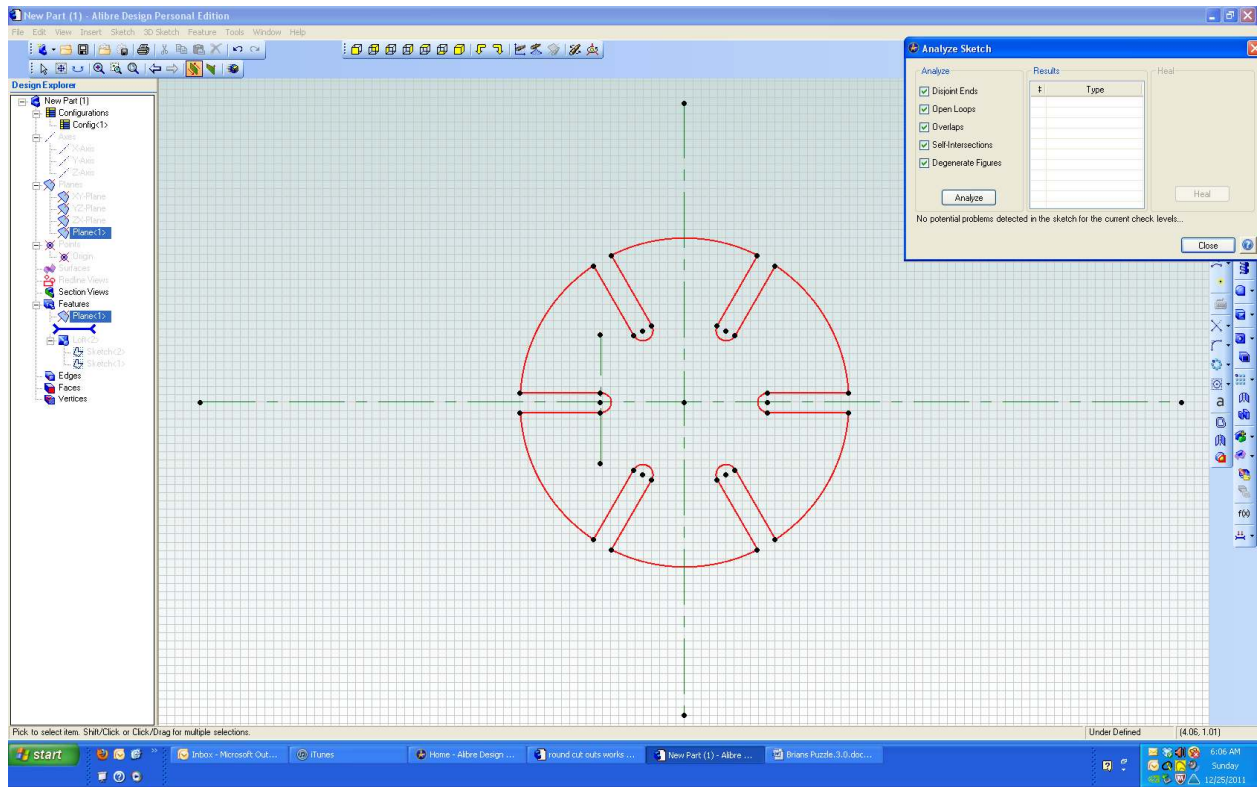 New Part (1) - Alibre Design Personal Edition
File Edit View Insert Sketch 3D Sketch Feature Tools Window Help
Design Explorer
New Part (1)
Configurations
Config<1>
Axes
X-Axis
Y-Axis
Z-Axis
Planes
XY-Plane
YZ-Plane
ZX-Plane
Plane<1>
Points
Origin
Surfaces
Redline Views
Section Views
Features
Plane<1>
Loft<2>
Sketch<2>
Sketch<1>
Edges
Faces
Vertices
Analyze Sketch
Analyze
Disjoint Ends
Open Loops
Overlaps
Self-Intersections
Degenerate Figures
Analyze
Results
Type
Heal
Heal
No potential problems detected in the sketch for the current check levels...
Close
a
f(x)
Pick to select item. Shift/Click or Click/Drag for multiple selections.
Under Defined
(4.06, 1.01)
start
Inbox - Microsoft Out...
iTunes
Home - Alibre Design ...
round cut outs works ...
New Part (1) - Alibre ...
Brians Puzzle.3.0.doc...
6:06 AM
Sunday
12/25/2011